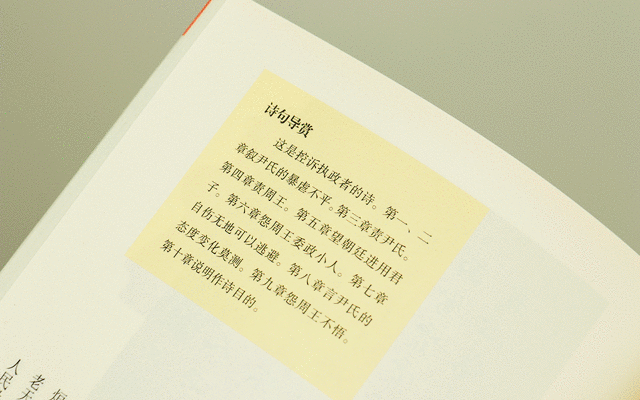 诗句导赏
这是控诉执政者的诗。第一、二
章叙尹氏的暴虐不平。第三章责尹氏。
第四章责周王。第五章望朝廷进用君
子。第六章怨周王委政小人。第七章
自伤无地可以逃避。第八章言尹氏的
态度变化莫测。第九章怨周王不悟。
第十章说明作诗目的。
老无
人民